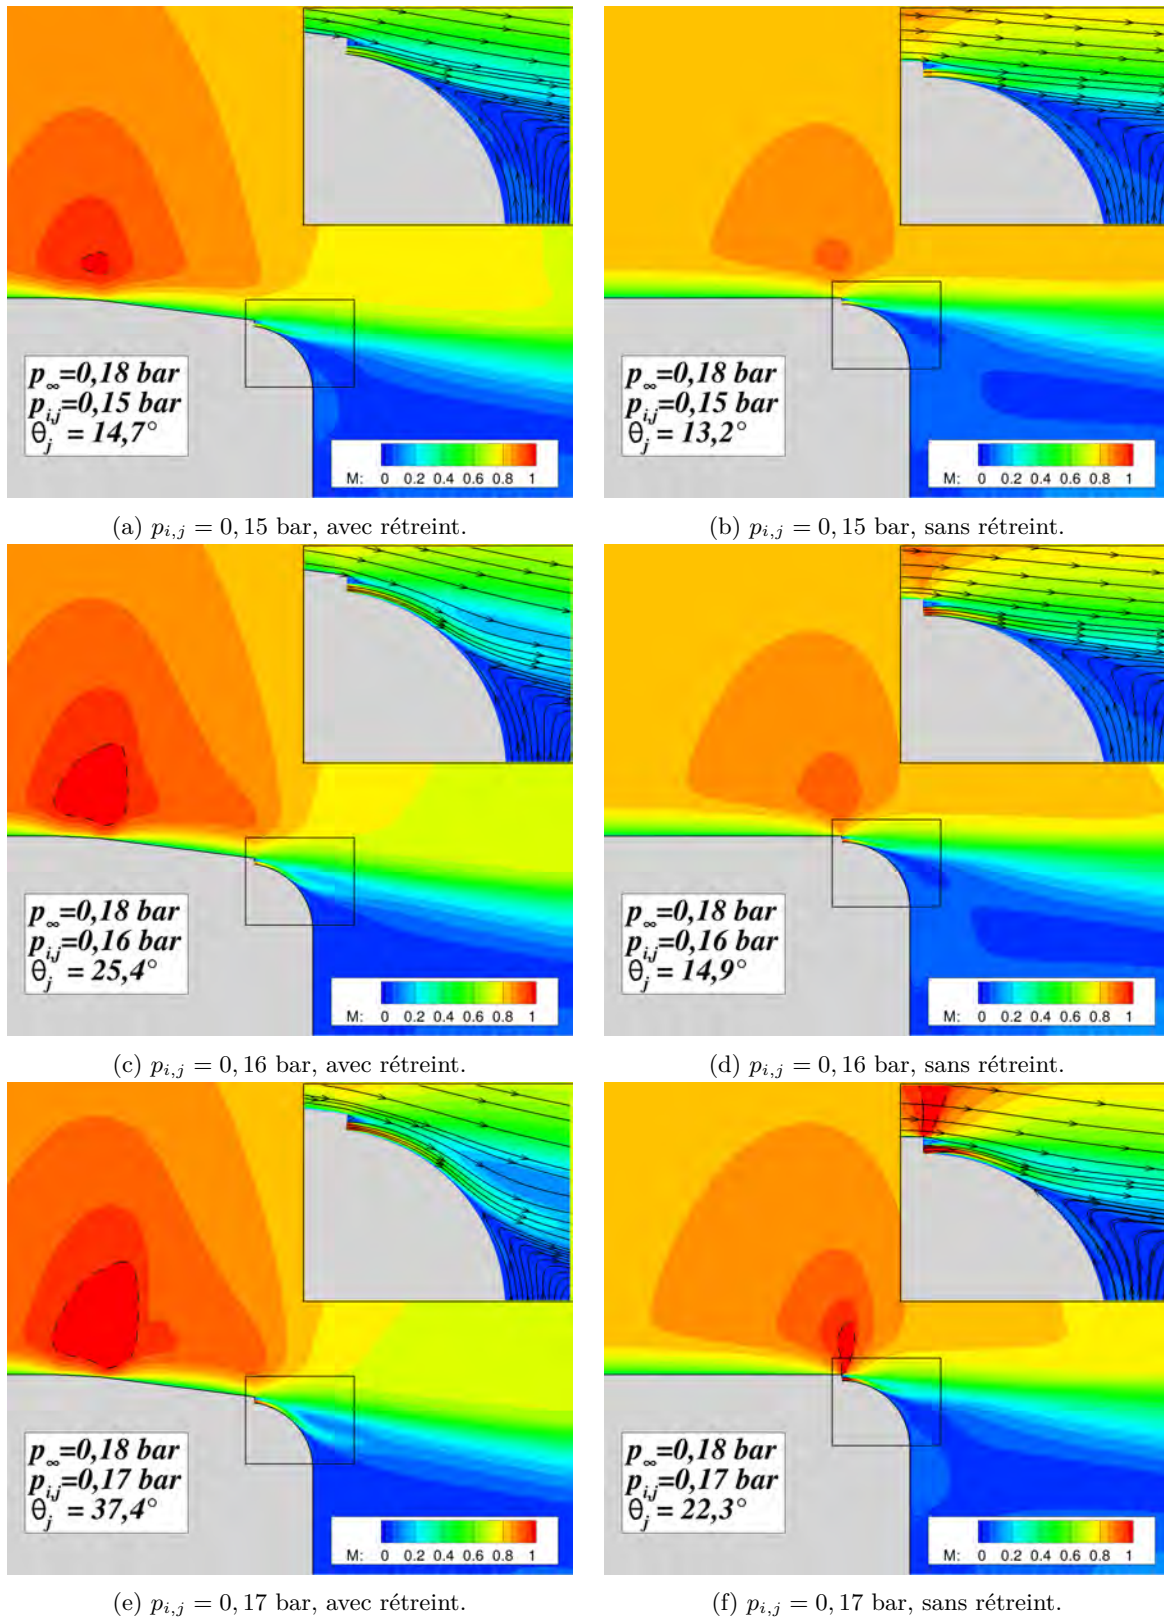 p∞=0,18 bar
pi,j=0,15 bar
θj = 14,7°
M: 0 0.2 0.4 0.6 0.8 1
p∞=0,18 bar
pi,j=0,15 bar
θj = 13,2°
M: 0 0.2 0.4 0.6 0.8 1
(a) pi,j = 0, 15 bar, avec rétreint.
(b) pi,j = 0, 15 bar, sans rétreint.
p∞=0,18 bar
pi,j=0,16 bar
θj = 25,4°
M: 0 0.2 0.4 0.6 0.8 1
p∞=0,18 bar
pi,j=0,16 bar
θj = 14,9°
M: 0 0.2 0.4 0.6 0.8 1
(c) pi,j = 0, 16 bar, avec rétreint.
(d) pi,j = 0, 16 bar, sans rétreint.
p∞=0,18 bar
pi,j=0,17 bar
θj = 37,4°
M: 0 0.2 0.4 0.6 0.8 1
p∞=0,18 bar
pi,j=0,17 bar
θj = 22,3°
M: 0 0.2 0.4 0.6 0.8 1
(e) pi,j = 0, 17 bar, avec rétreint.
(f) pi,j = 0, 17 bar, sans rétreint.